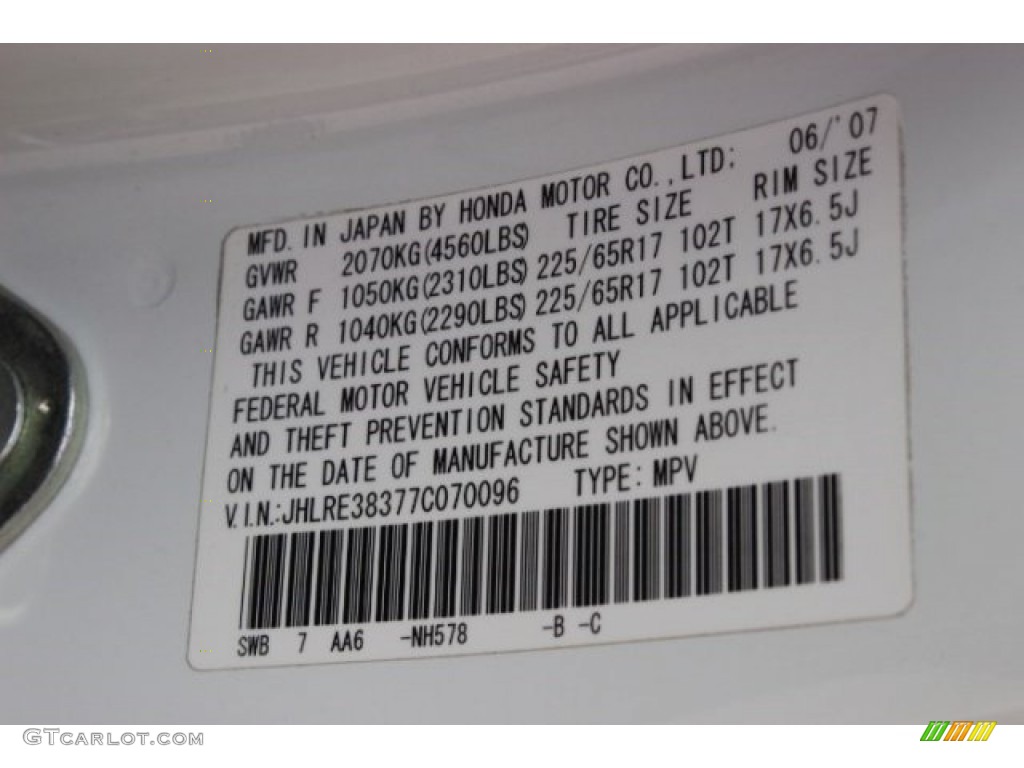 MFD. IN JAPAN BY HONDA MOTOR CO.,LTD: 06/'07
GVWR 2070KG(4560LBS) TIRE SIZE RIM SIZE
GAWR F 1050KG(2310LBS) 225/65R17 102T 17X6.5J
GAWR R 1040KG(2290LBS) 225/65R17 102T 17X6.5J
THIS VEHICLE CONFORMS TO ALL APPLICABLE
FEDERAL MOTOR VEHICLE SAFETY
AND THEFT PREVENTION STANDARDS IN EFFECT
ON THE DATE OF MANUFACTURE SHOWN ABOVE.
V.I.N.:JHLRE38377C070096 TYPE: MPV
SWB 7 AA6 -NH578 -B -C
GTCARLOT.COM